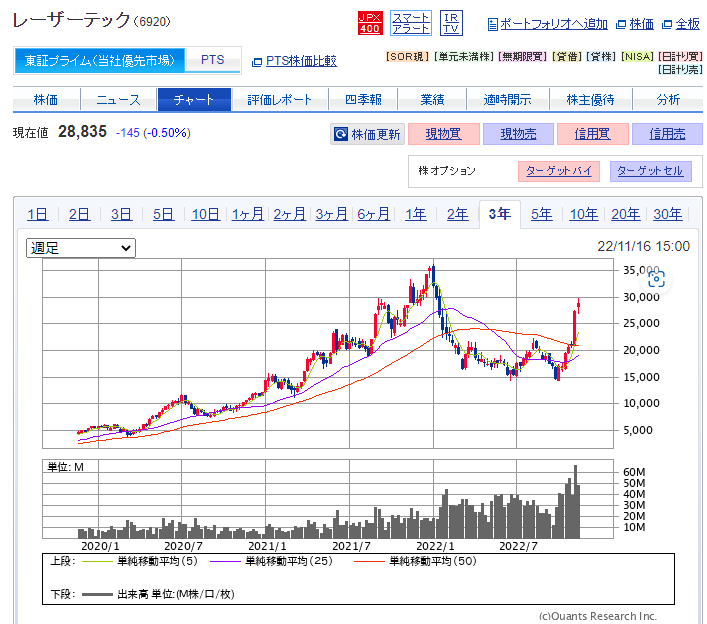 レーザーテック(6920)
JPX 400 スマート アラート IR TV ポートフォリオへ追加 株価 全板
東証プライム(当社優先市場) PTS PTS株価比較 [SOR現] [単元未満株] [無期限買] [貸借] [貸株] [NISA] [日計り買]
[日計り売]
株価 ニュース チャート 評価レポート 四季報 業績 適時開示 株主優待 分析
現在値 28,835 -145 (-0.50%) 株価更新 現物買 現物売 信用買 信用売
株オプション ターゲットバイ ターゲットセル
1日 2日 3日 5日 10日 1ヶ月 2ヶ月 3ヶ月 6ヶ月 1年 2年 3年 5年 10年 20年 30年
週足 22/11/16 15:00
35,000
30,000
25,000
20,000
15,000
10,000
5,000
単位: M
60M
50M
40M
30M
20M
10M
2020/1 2020/7 2021/1 2021/7 2022/1 2022/7
上段: 単純移動平均(5) 単純移動平均(25) 単純移動平均(50)
下段: 出来高 単位:(M株/口/枚)
(c)Quants Research Inc.